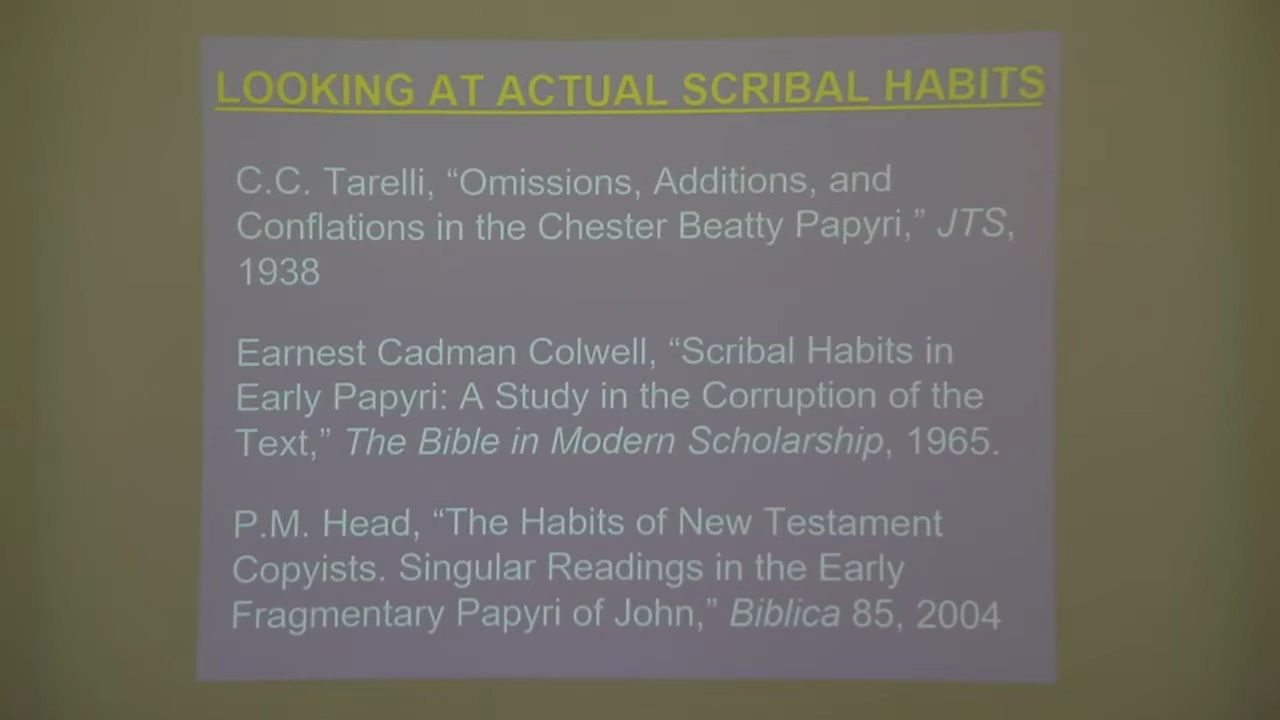 LOOKING AT ACTUAL SCRIBAL HABITS
C.C. Tarelli, “Omissions, Additions, and
Conflations in the Chester Beatty Papyri,” JTS,
1938
Earnest Cadman Colwell, “Scribal Habits in
Early Papyri: A Study in the Corruption of the
Text,” The Bible in Modern Scholarship, 1965.
P.M. Head, “The Habits of New Testament
Copyists. Singular Readings in the Early
Fragmentary Papyri of John,” Biblica 85, 2004